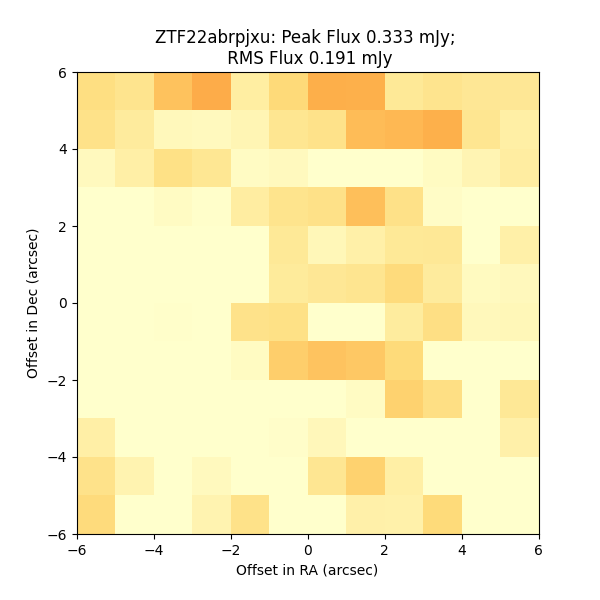 ZTF22abrpjxu: Peak Flux 0.333 mJy;
RMS Flux 0.191 mJy
6
4
2
0
−2
−4
−6
Offset in Dec (arcsec)
−6 −4 −2 0 2 4 6
Offset in RA (arcsec)